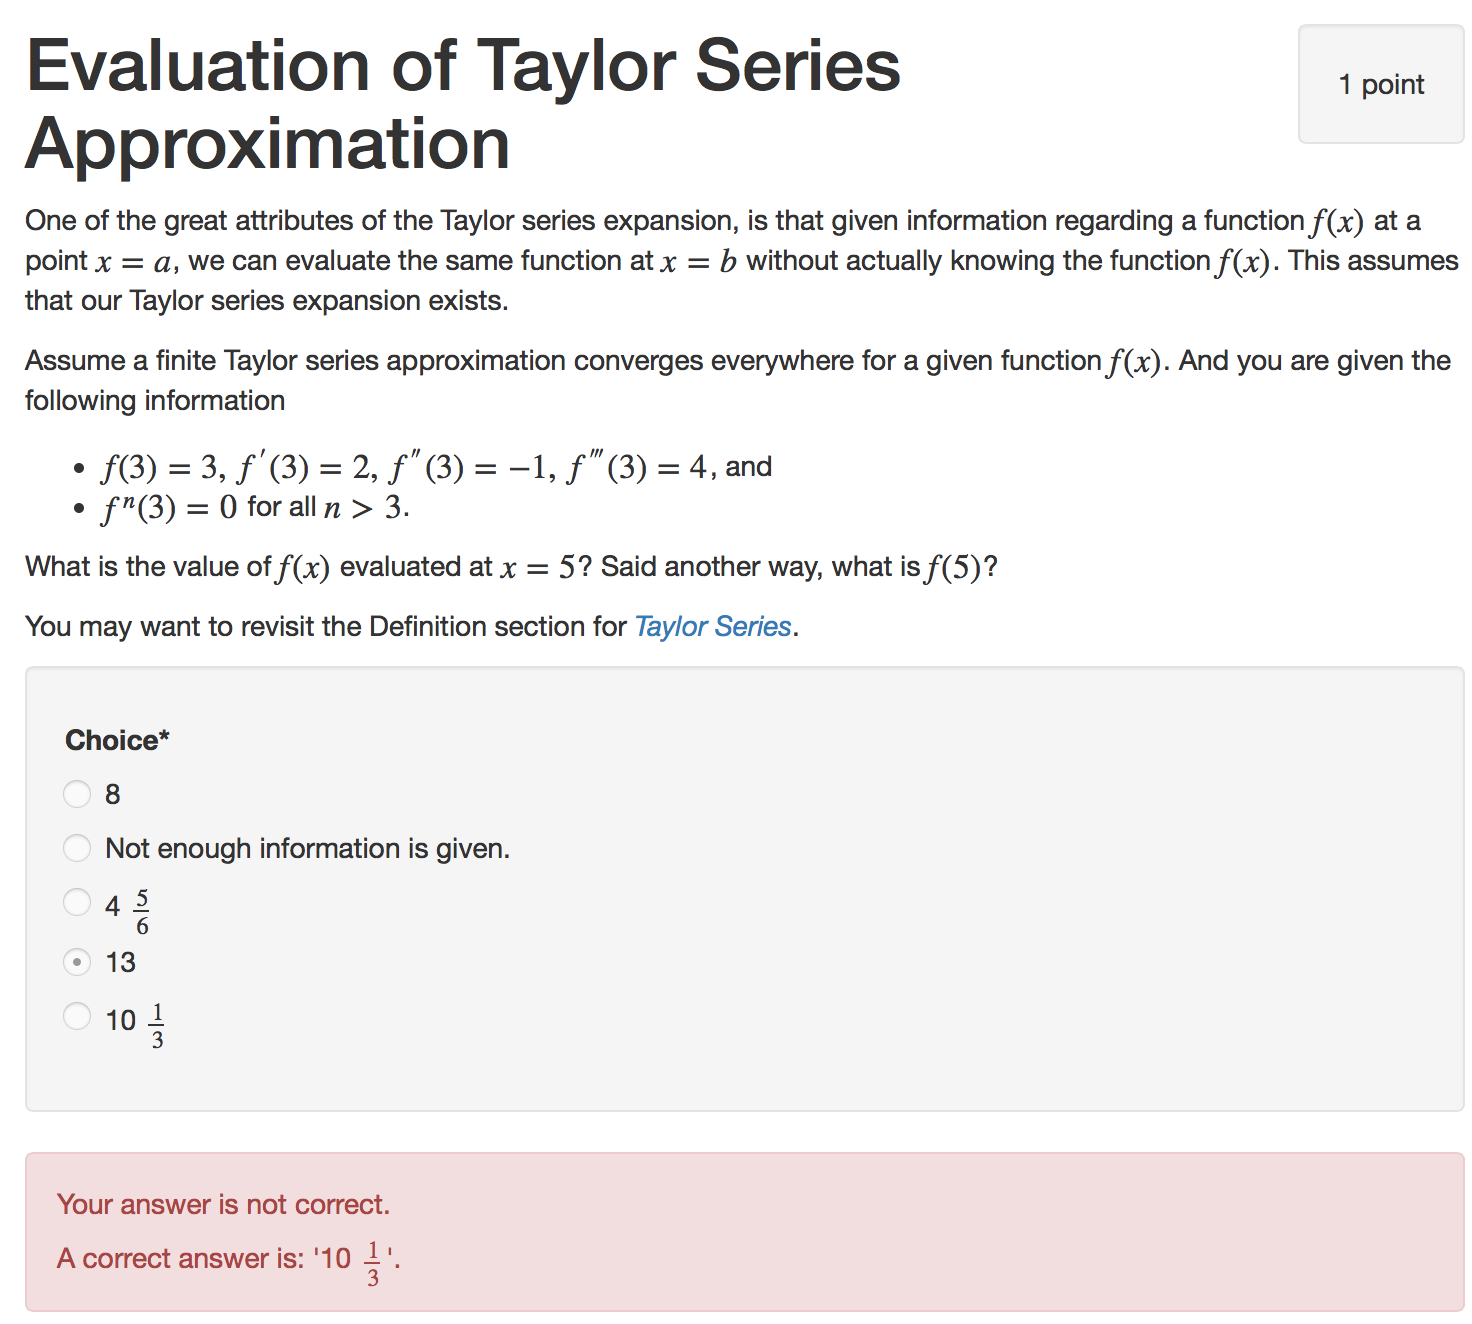 Evaluation of Taylor Series
Approximation
1 point
One of the great attributes of the Taylor series expansion, is that given information regarding a function f(x) at a
point x = a, we can evaluate the same function at x = b without actually knowing the function f(x). This assumes
that our Taylor series expansion exists.
Assume a finite Taylor series approximation converges everywhere for a given function f(x). And you are given the
following information
• f(3) = 3, f′(3) = 2, f″(3) = −1, f‴(3) = 4, and
• fⁿ(3) = 0 for all n > 3.
What is the value of f(x) evaluated at x = 5? Said another way, what is f(5)?
You may want to revisit the Definition section for Taylor Series.
Choice*
8
Not enough information is given.
4 5/6
13
10 1/3
Your answer is not correct.
A correct answer is: '10 1/3'.